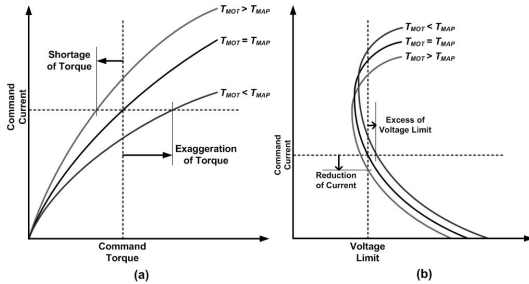 T_MOT > T_MAP
Shortage
of Torque
T_MOT = T_MAP
T_MOT < T_MAP
Exaggeration
of Torque
Command
Current
Command
Torque
(a)
T_MOT < T_MAP
T_MOT = T_MAP
T_MOT > T_MAP
Excess of
Voltage Limit
Command
Current
Reduction
of Current
Voltage
Limit
(b)